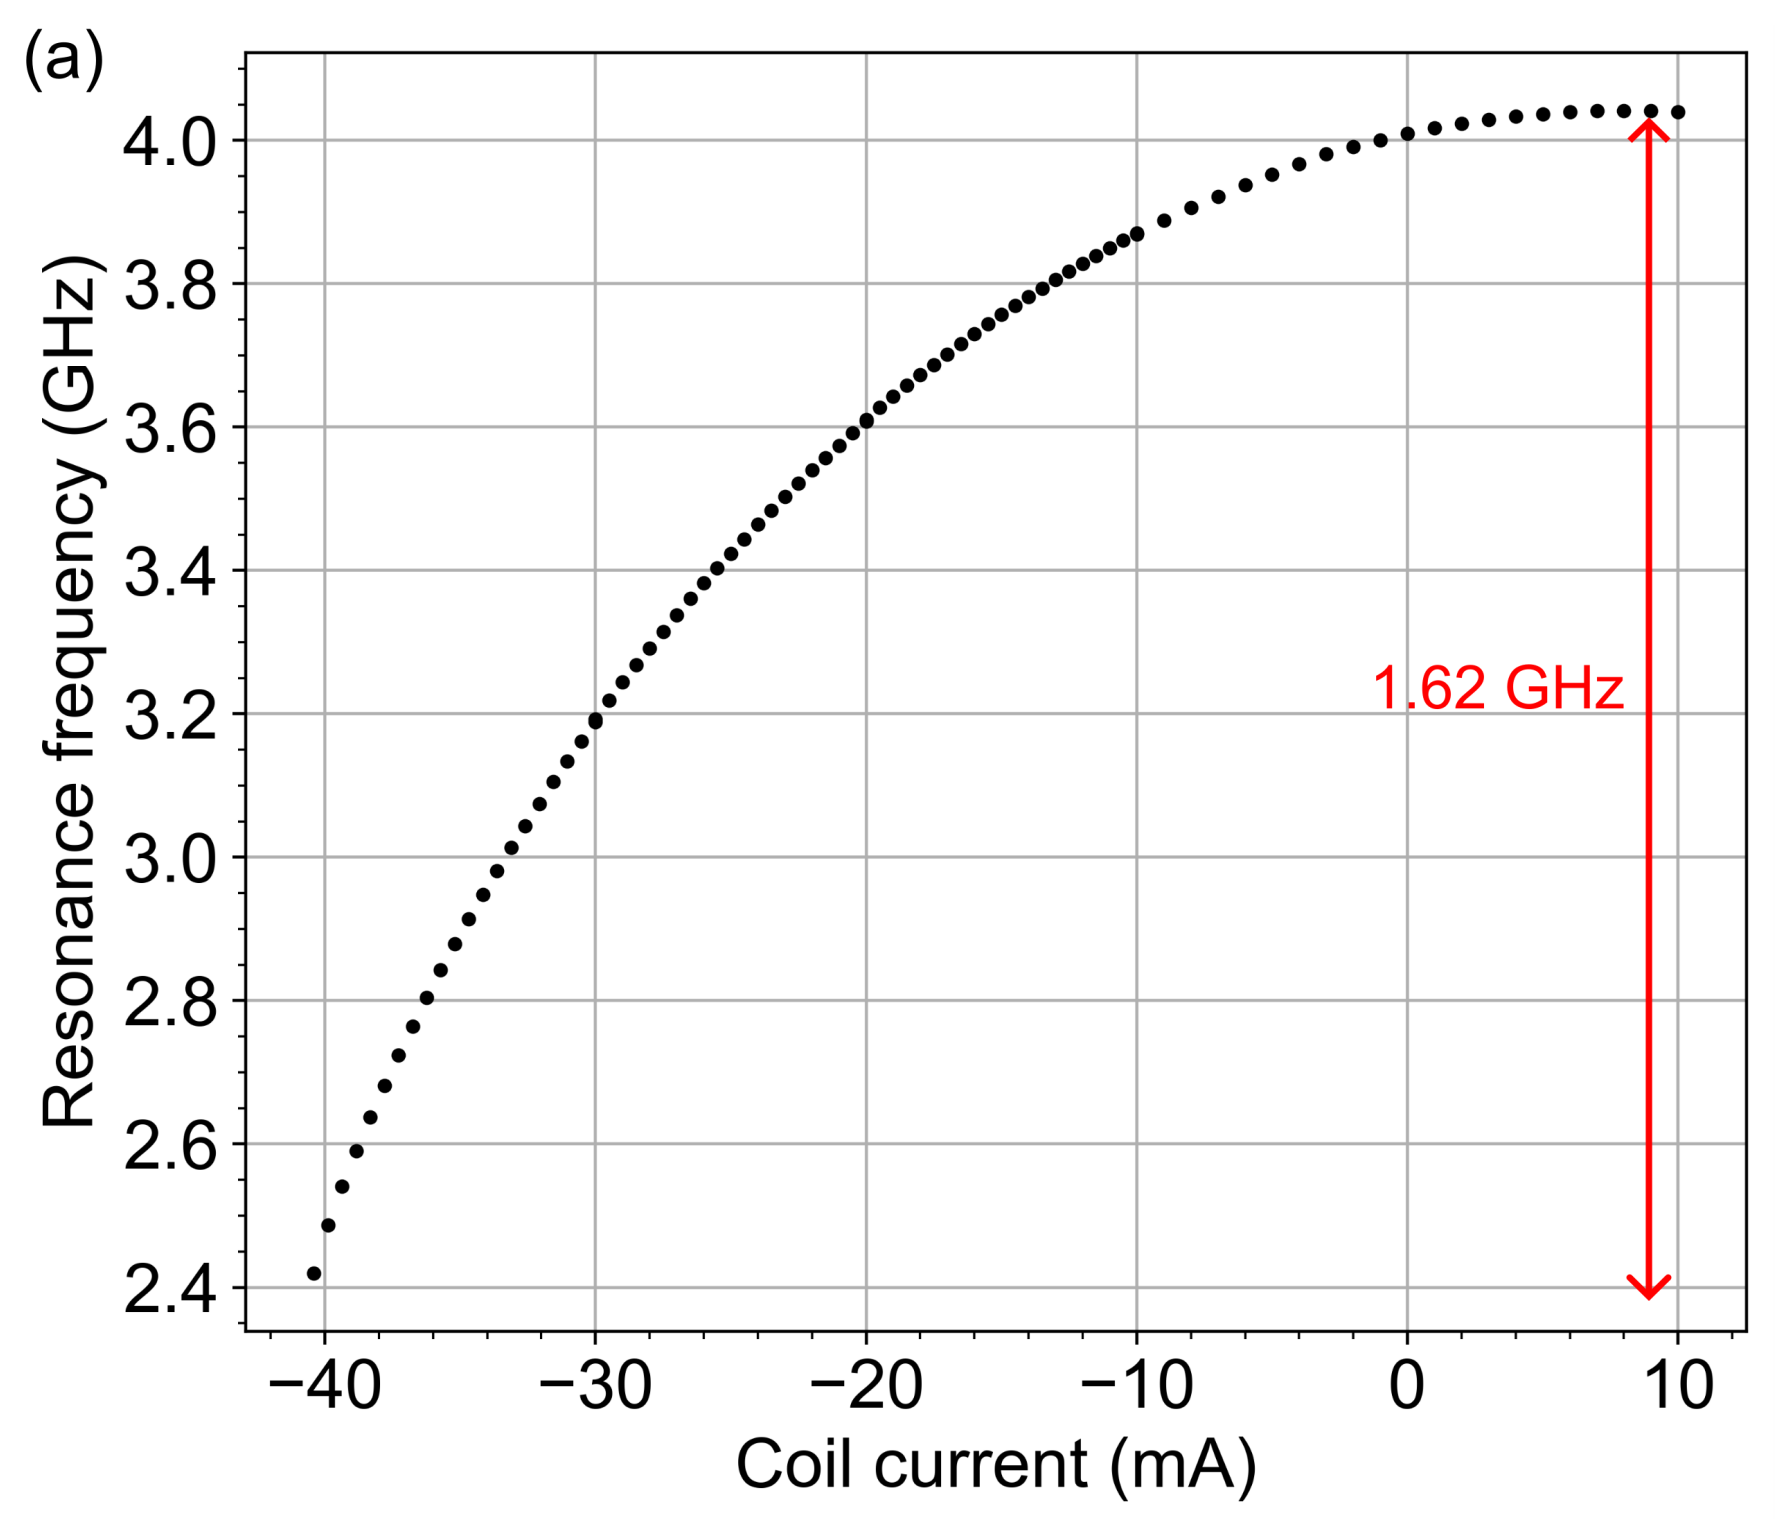 (a)
4.0
3.8
3.6
3.4
3.2
3.0
2.8
2.6
2.4
Resonance frequency (GHz)
1.62 GHz
−40 −30 −20 −10 0 10
Coil current (mA)